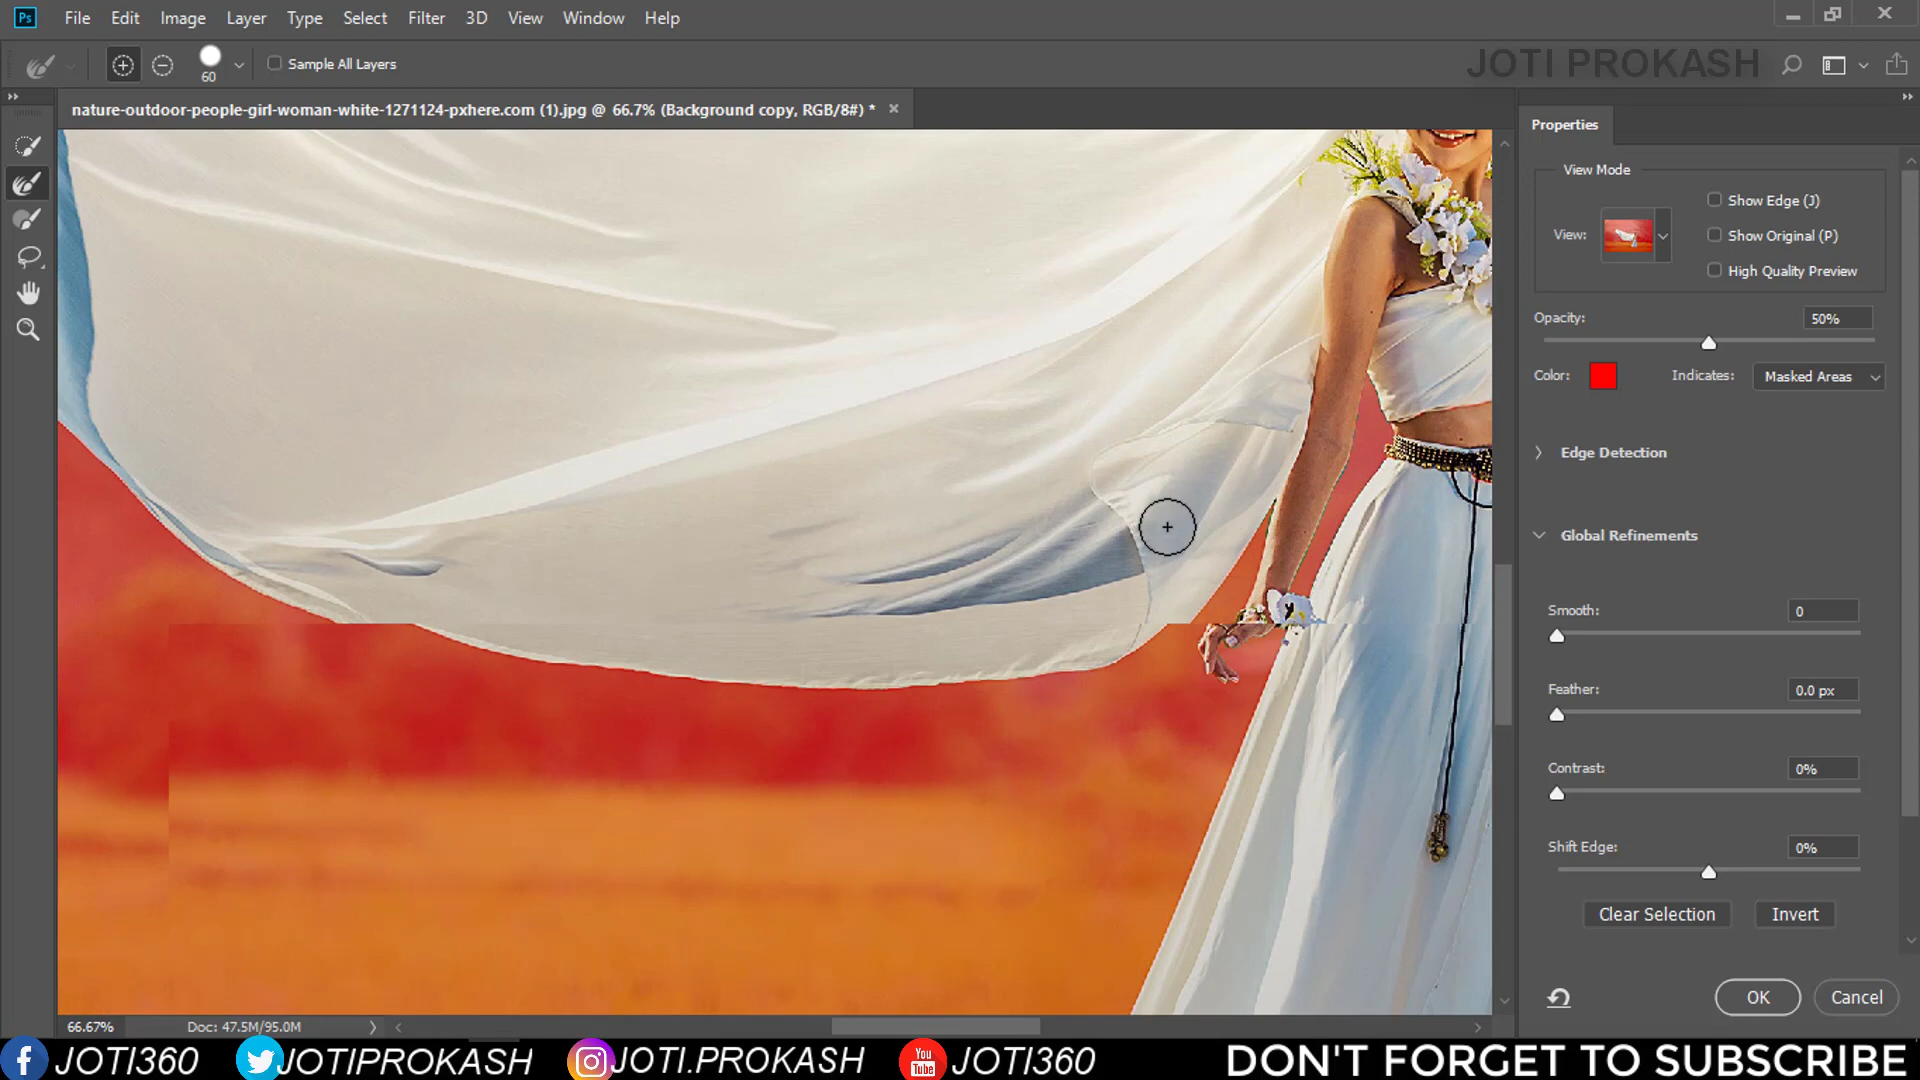 Ps File Edit Image Layer Type Select Filter 3D View Window Help
60 Sample All Layers JOTI PROKASH
nature-outdoor-people-girl-woman-white-1271124-pxhere.com (1).jpg @ 66.7% (Background copy, RGB/8#) *
Properties
View Mode
Show Edge (J)
View: Show Original (P)
High Quality Preview
Opacity: 50%
Color: Indicates: Masked Areas
Edge Detection
Global Refinements
Smooth: 0
Feather: 0.0 px
Contrast: 0%
Shift Edge: 0%
Clear Selection Invert
OK Cancel
66.67% Doc: 47.5M/95.0M
JOTI360 JOTIPROKASH JOTI.PROKASH You Tube JOTI360 DON'T FORGET TO SUBSCRIBE